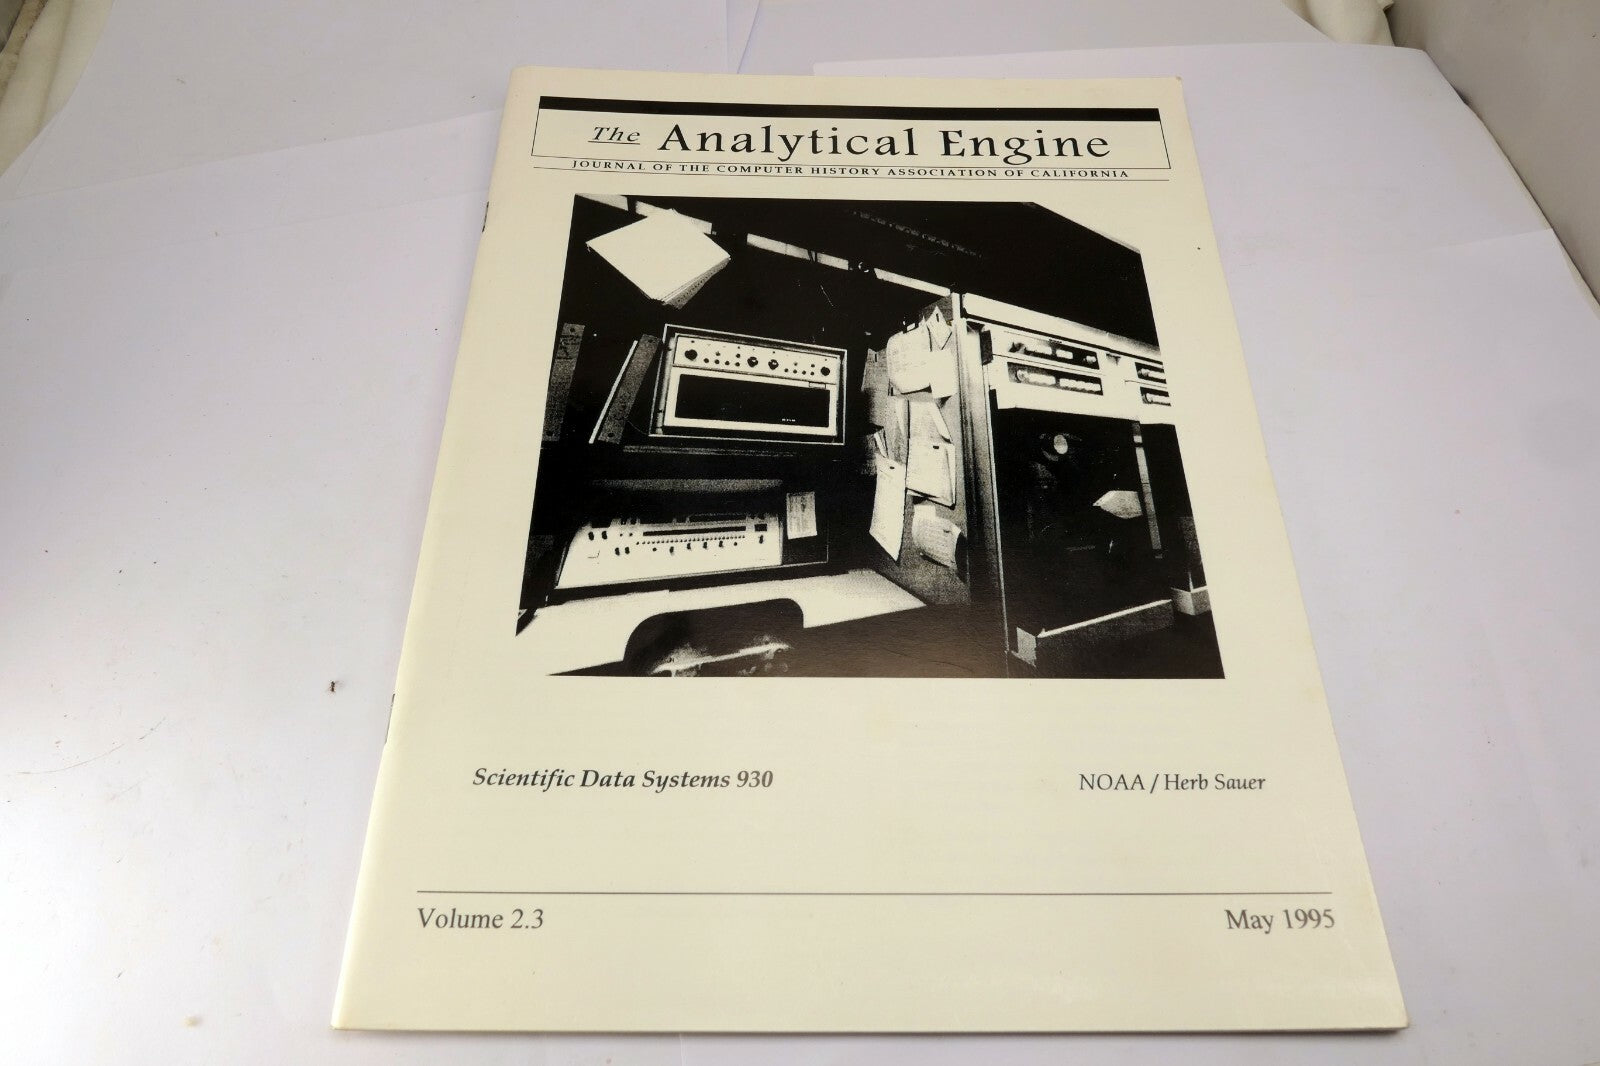 The Analytical Engine
JOURNAL OF THE COMPUTER HISTORY ASSOCIATION OF CALIFORNIA
Scientific Data Systems 930
NOAA / Herb Sauer
Volume 2.3
May 1995